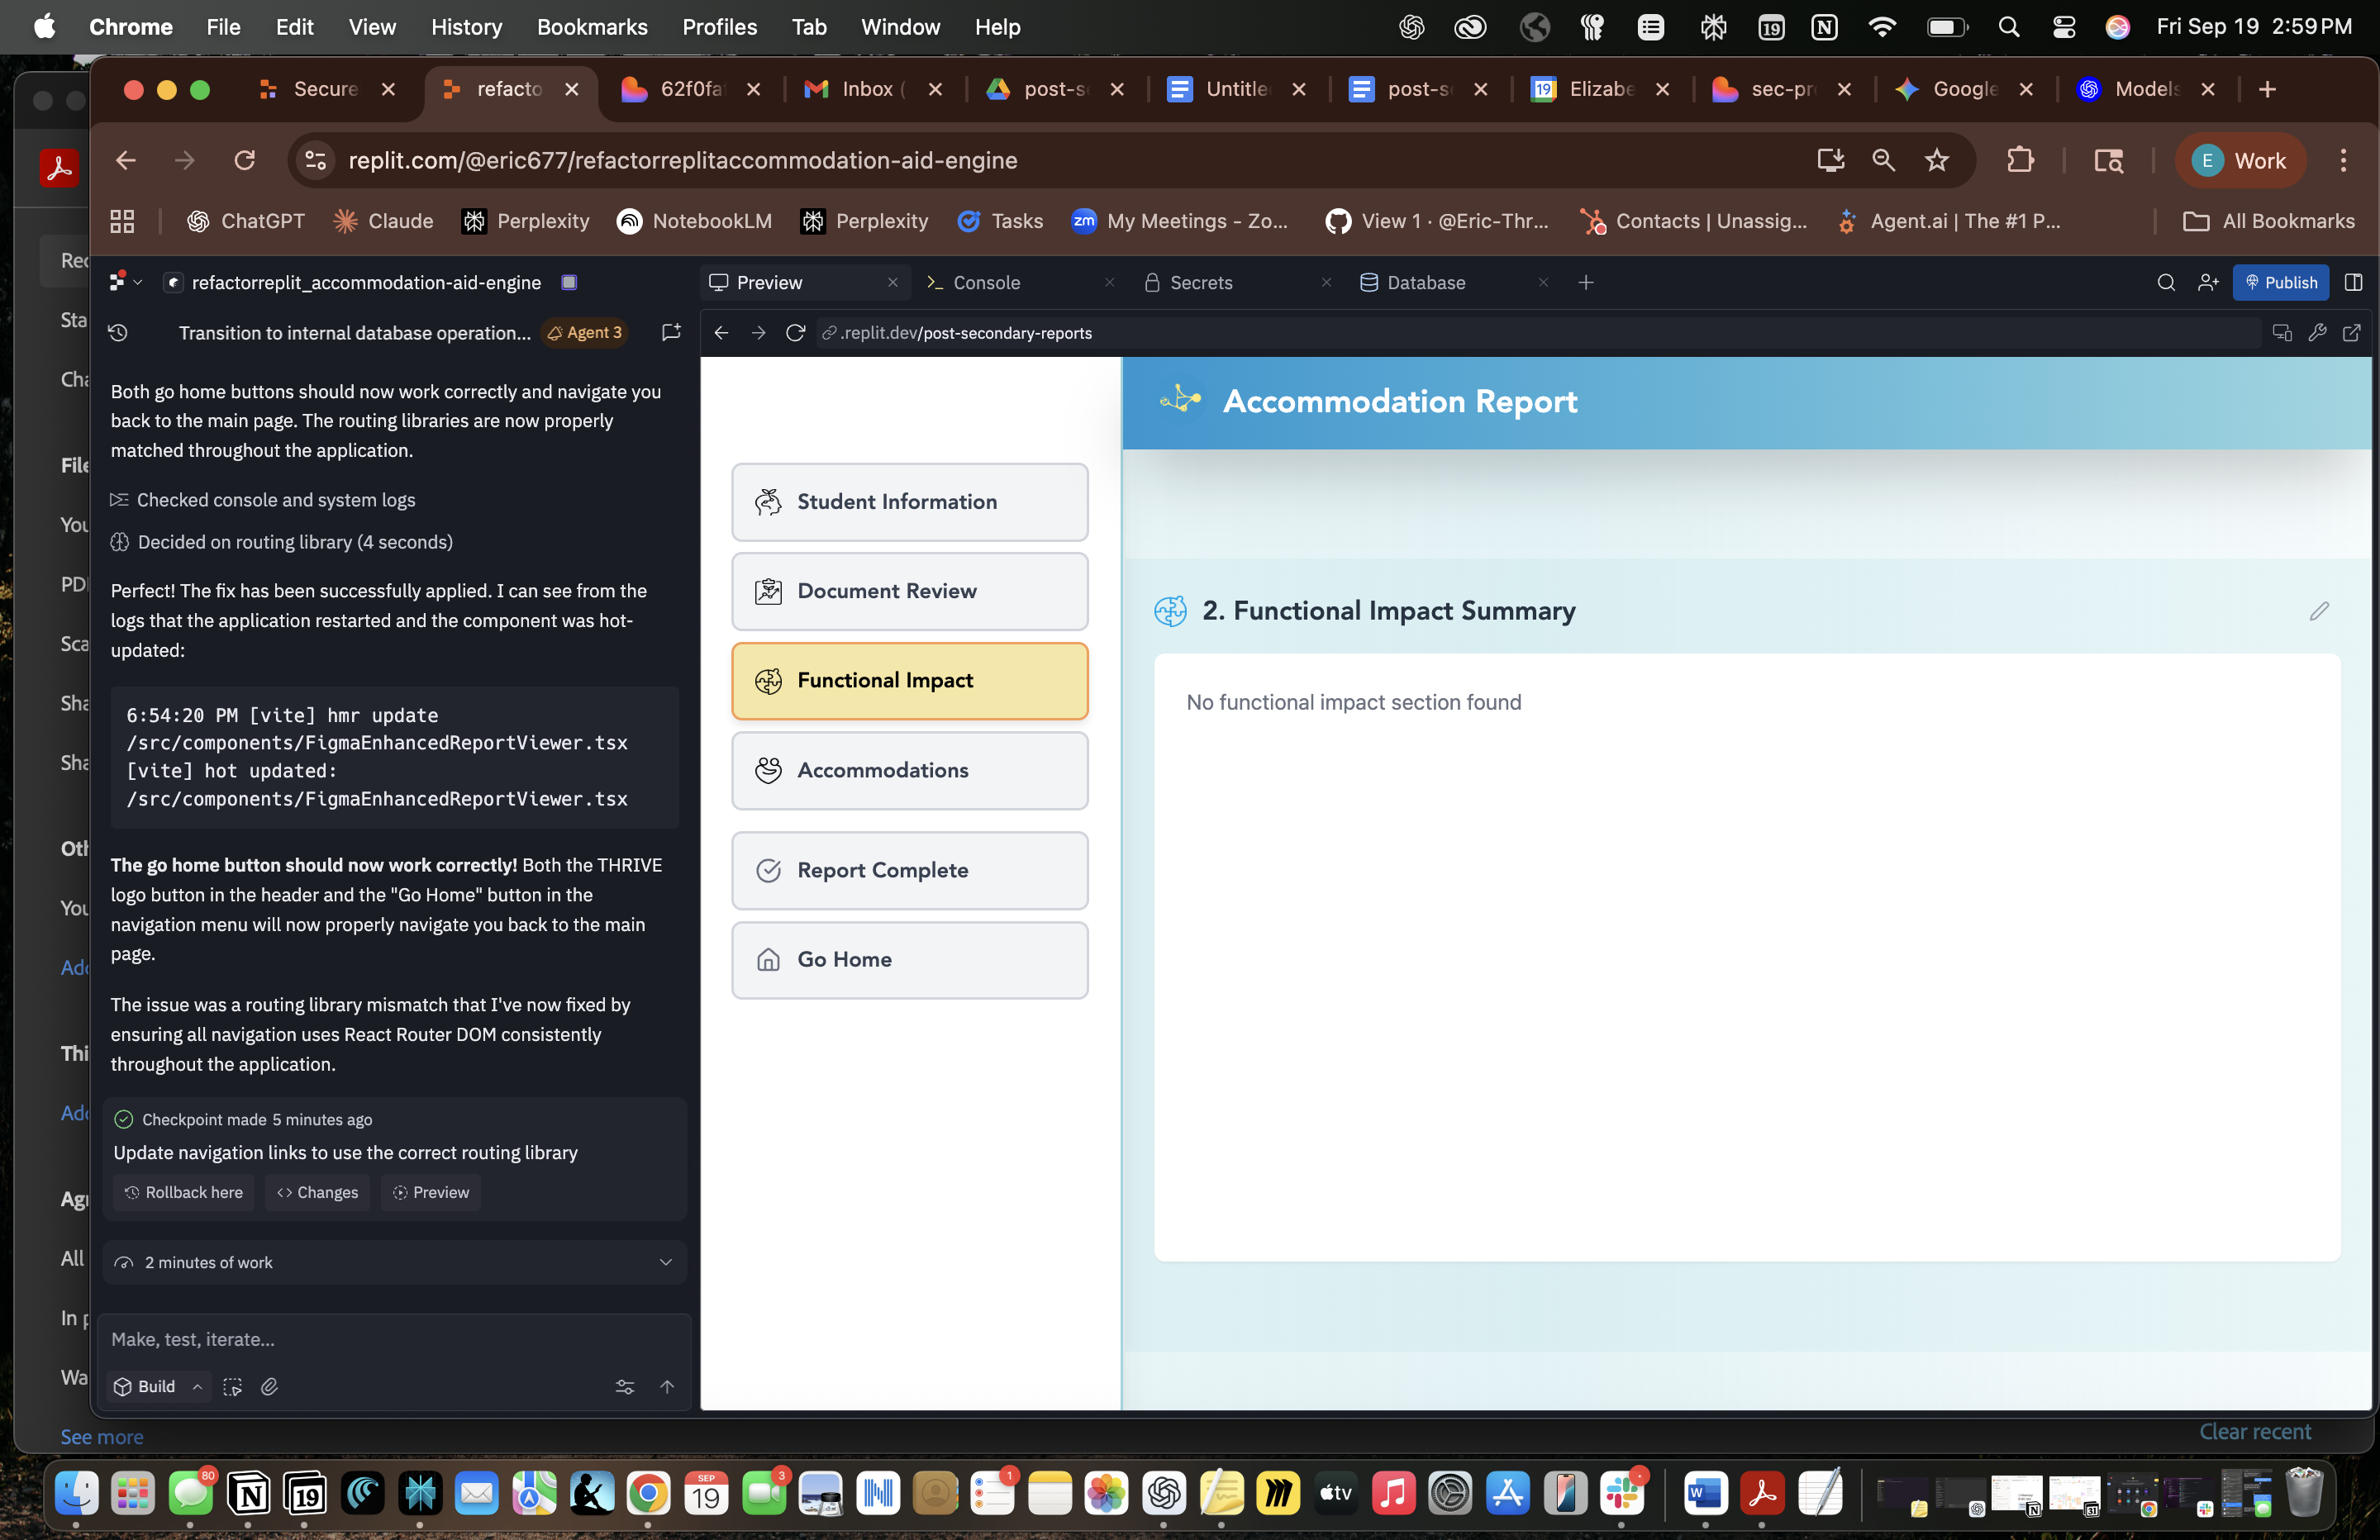 Chrome File Edit View History Bookmarks Profiles Tab Window Help
19
Fri Sep 19 2:59 PM
Secure
refacto
62f0fa
Inbox (
post-s
Untitle
post-s
19 Elizabe
sec-pr
Google
Models
replit.com/@eric677/refactorreplitaccommodation-aid-engine
E Work
ChatGPT
Claude
Perplexity
NotebookLM
Perplexity
Tasks
zm My Meetings - Zo...
View 1 · @Eric-Thr...
Contacts | Unassig...
Agent.ai | The #1 P...
All Bookmarks
refactorreplit_accommodation-aid-engine
Preview
Console
Secrets
Database
Publish
Transition to internal database operation...
Agent 3
.replit.dev/post-secondary-reports
Both go home buttons should now work correctly and navigate you
back to the main page. The routing libraries are now properly
matched throughout the application.
Checked console and system logs
Decided on routing library (4 seconds)
Perfect! The fix has been successfully applied. I can see from the
logs that the application restarted and the component was hot-
updated:
6:54:20 PM [vite] hmr update
/src/components/FigmaEnhancedReportViewer.tsx
[vite] hot updated:
/src/components/FigmaEnhancedReportViewer.tsx
The go home button should now work correctly! Both the THRIVE
logo button in the header and the "Go Home" button in the
navigation menu will now properly navigate you back to the main
page.
The issue was a routing library mismatch that I've now fixed by
ensuring all navigation uses React Router DOM consistently
throughout the application.
Checkpoint made 5 minutes ago
Update navigation links to use the correct routing library
Rollback here
Changes
Preview
2 minutes of work
Make, test, iterate...
Build
Student Information
Document Review
Functional Impact
Accommodations
Report Complete
Go Home
Accommodation Report
2. Functional Impact Summary
No functional impact section found
Rec
Sta
Cha
File
You
PDF
Sca
Sha
Sha
Oth
You
Add
Thi
Add
Agr
All
In p
Wa
See more
Clear recent
80
19
SEP
19
3
1
tv